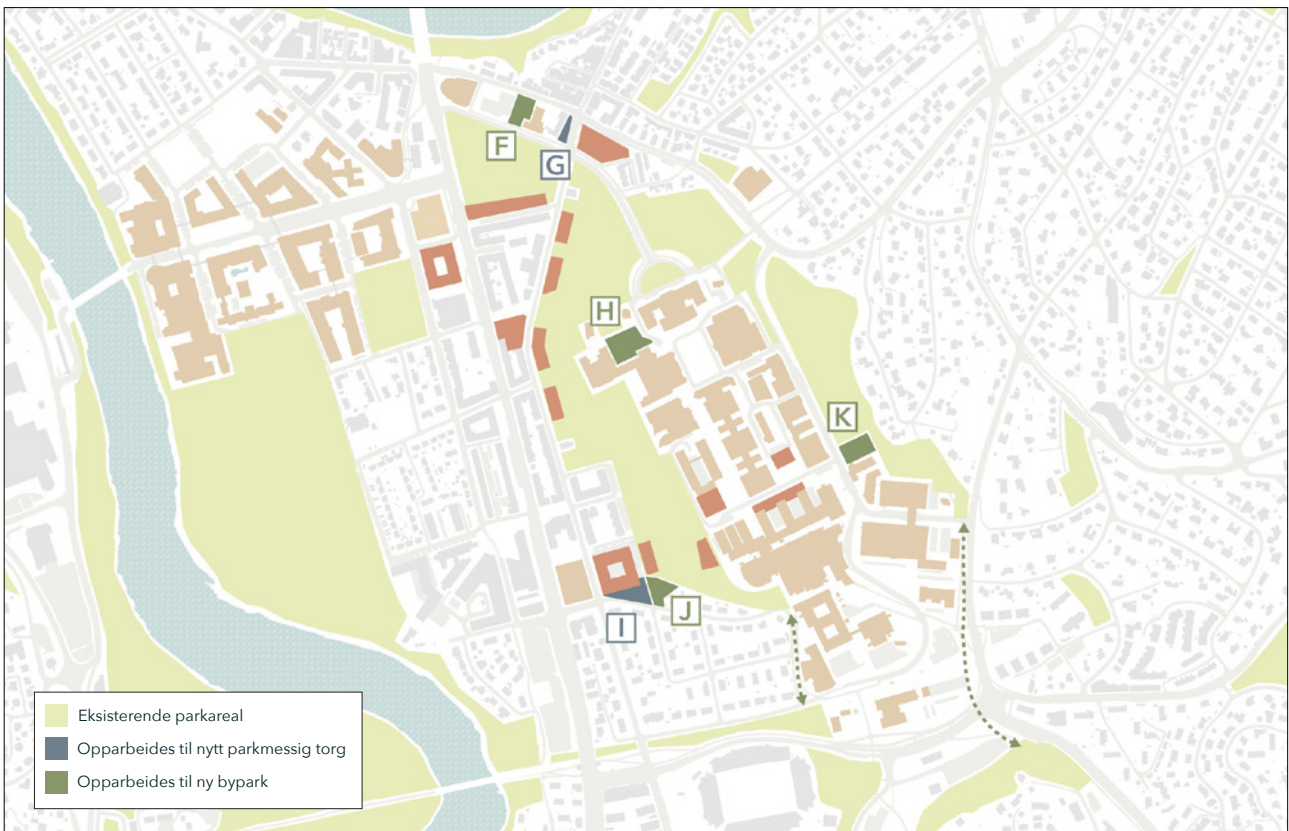 F
G
H
K
J
I
Eksisterende parkareal
Opparbeides til nytt parkmessig torg
Opparbeides til ny bypark